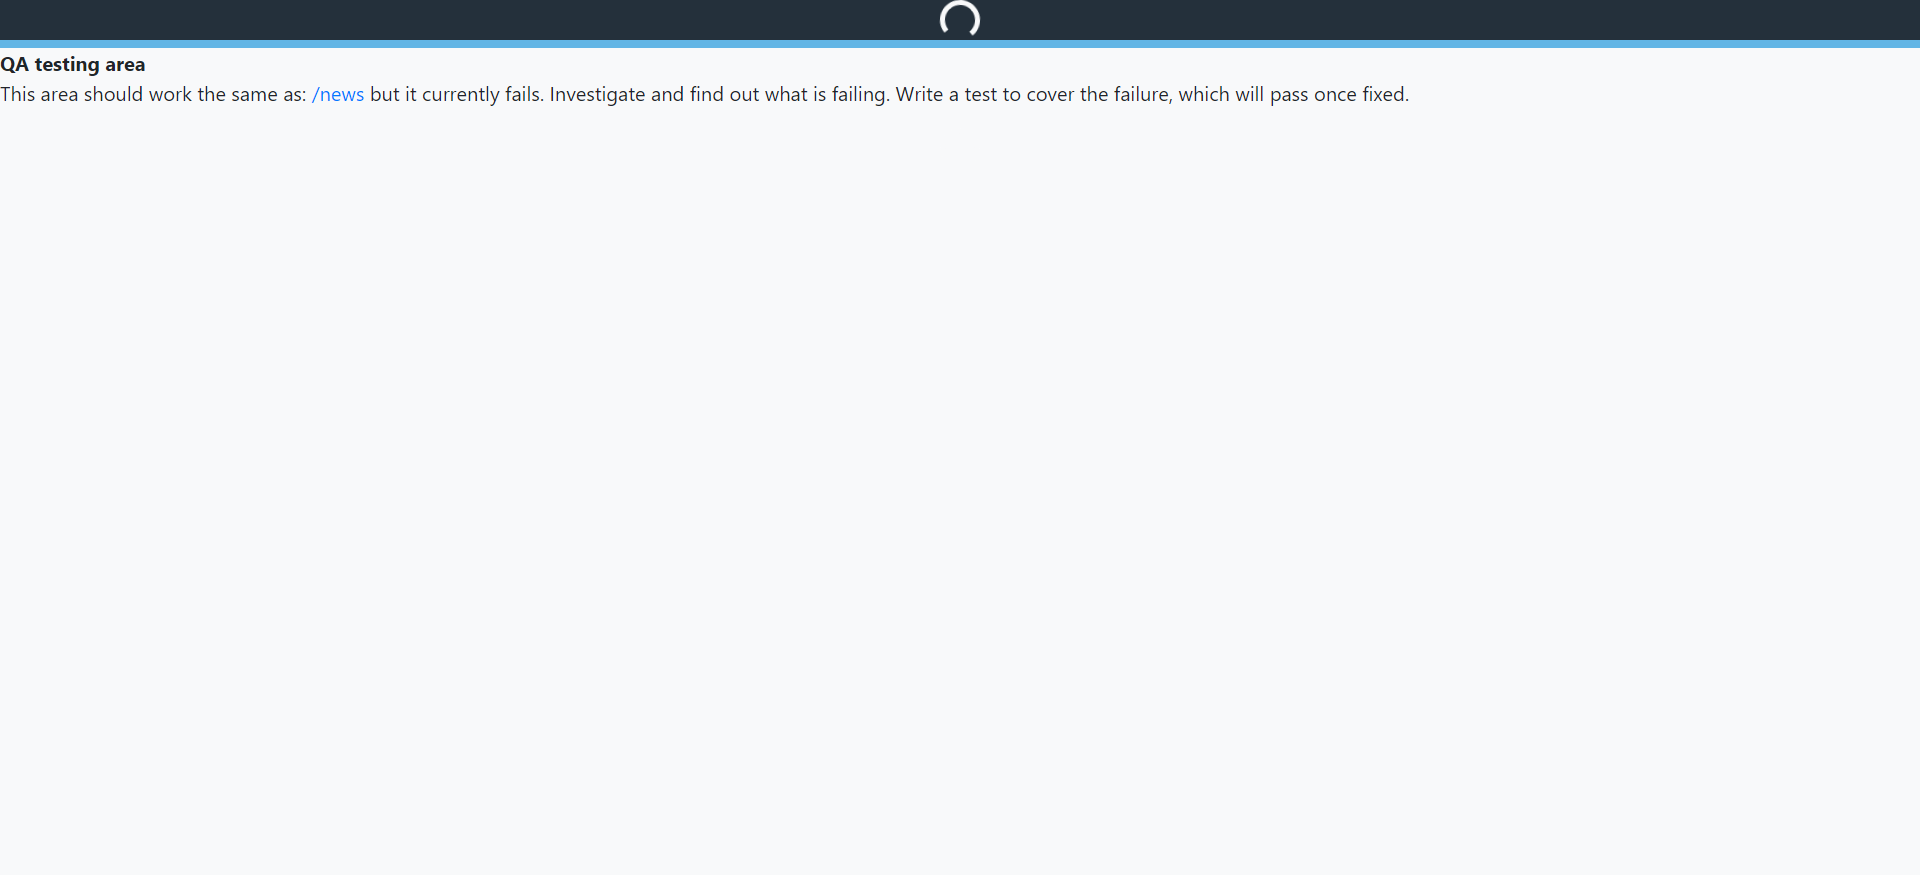 QA testing area
This area should work the same as: /news but it currently fails. Investigate and find out what is failing. Write a test to cover the failure, which will pass once fixed.